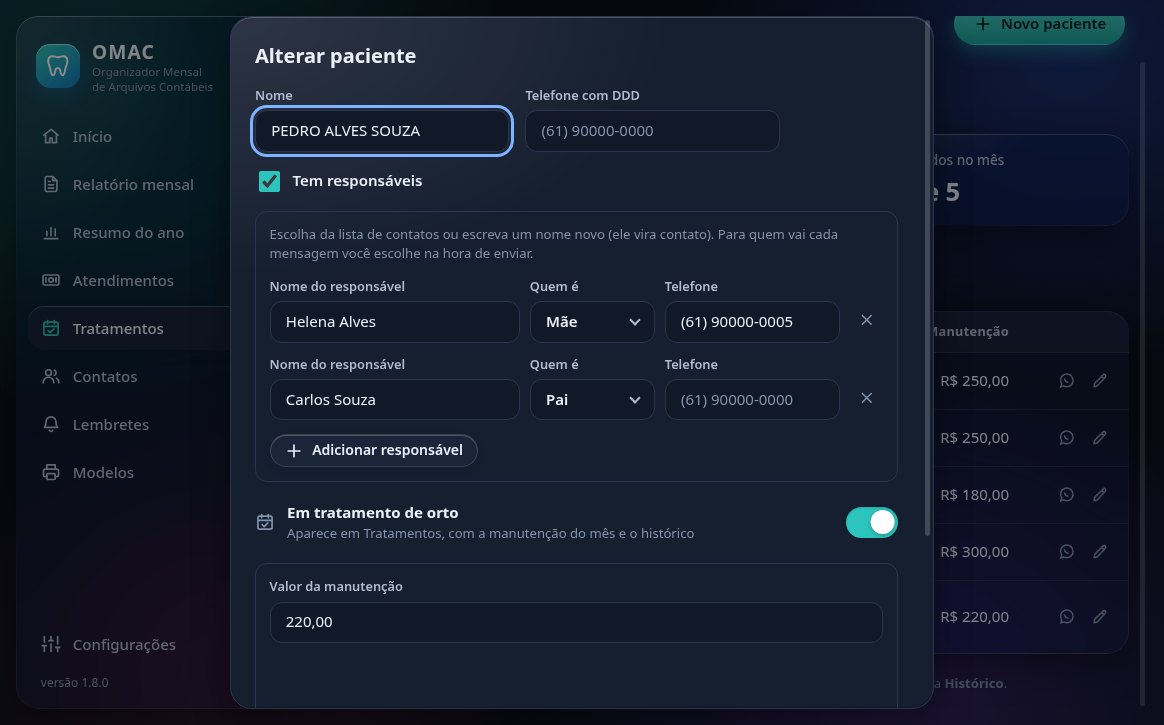 OMAC
Organizador Mensal
de Arquivos Contábeis
Início
Relatório mensal
Resumo do ano
Atendimentos
Tratamentos
Contatos
Lembretes
Modelos
Configurações
versão 1.8.0
Alterar paciente
Nome
Telefone com DDD
PEDRO ALVES SOUZA
(61) 90000-0000
Tem responsáveis
Escolha da lista de contatos ou escreva um nome novo (ele vira contato). Para quem vai cada
mensagem você escolhe na hora de enviar.
Nome do responsável
Quem é
Telefone
Helena Alves
Mãe
(61) 90000-0005
Nome do responsável
Quem é
Telefone
Carlos Souza
Pai
(61) 90000-0000
Adicionar responsável
Em tratamento de orto
Aparece em Tratamentos, com a manutenção do mês e o histórico
Valor da manutenção
220,00
Novo paciente
no mês
5
Manutenção
R$ 250,00
R$ 250,00
R$ 180,00
R$ 300,00
R$ 220,00
Histórico.